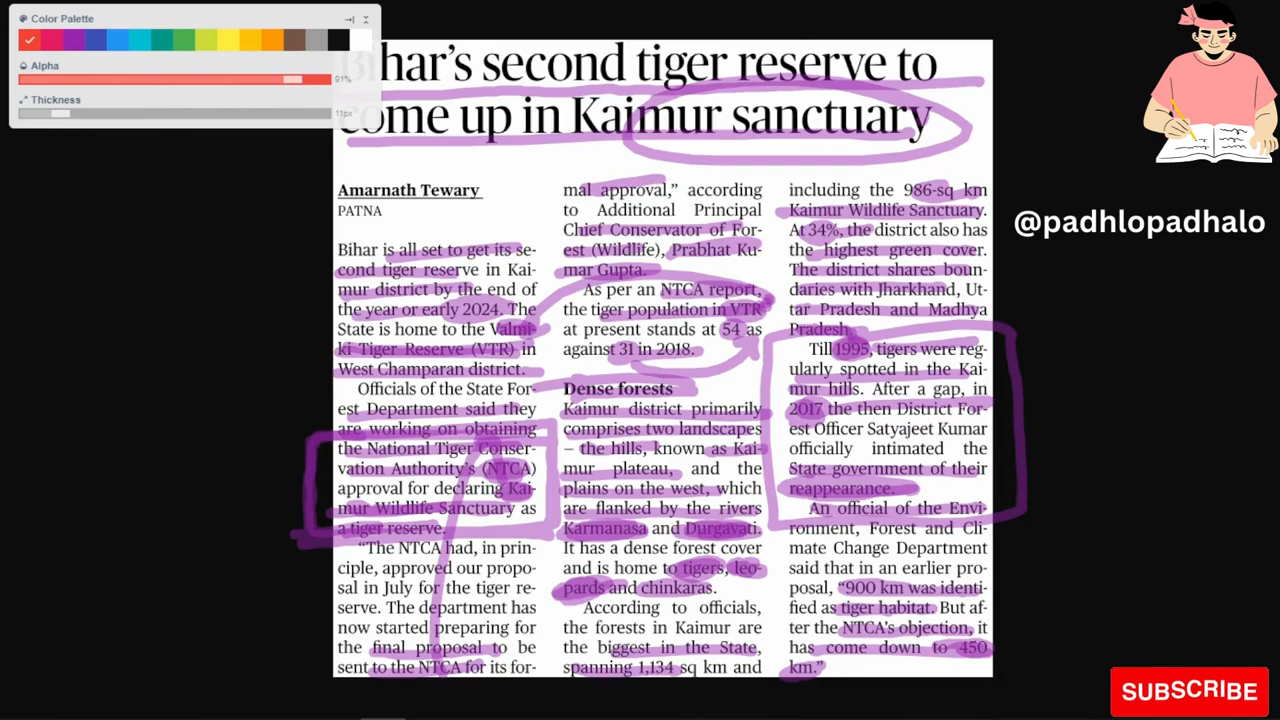 Color Palette
Alpha
91%
Thickness
11px
Bihar's second tiger reserve to
come up in Kaimur sanctuary
Amarnath Tewary
PATNA
Bihar is all set to get its se-
cond tiger reserve in Kai-
mur district by the end of
the year or early 2024. The
State is home to the Valmi-
ki Tiger Reserve (VTR) in
West Champaran district.
Officials of the State For-
est Department said they
are working on obtaining
the National Tiger Conser-
vation Authority's (NTCA)
approval for declaring Kai-
mur Wildlife Sanctuary as
a tiger reserve.
"The NTCA had, in prin-
ciple, approved our propo-
sal in July for the tiger re-
serve. The department has
now started preparing for
the final proposal to be
sent to the NTCA for its for-
mal approval," according
to Additional Principal
Chief Conservator of For-
est (Wildlife), Prabhat Ku-
mar Gupta.
As per an NTCA report,
the tiger population in VTR
at present stands at 54 as
against 31 in 2018.
Dense forests
Kaimur district primarily
comprises two landscapes
– the hills, known as Kai-
mur plateau, and the
plains on the west, which
are flanked by the rivers
Karmanasa and Durgavati.
It has a dense forest cover
and is home to tigers, leo-
pards and chinkaras.
According to officials,
the forests in Kaimur are
the biggest in the State,
spanning 1,134 sq km and
including the 986-sq km
Kaimur Wildlife Sanctuary.
At 34%, the district also has
the highest green cover.
The district shares boun-
daries with Jharkhand, Ut-
tar Pradesh and Madhya
Pradesh.
Till 1995, tigers were reg-
ularly spotted in the Kai-
mur hills. After a gap, in
2017 the then District For-
est Officer Satyajeet Kumar
officially intimated the
State government of their
reappearance.
An official of the Envi-
ronment, Forest and Cli-
mate Change Department
said that in an earlier pro-
posal, "900 km was identi-
fied as tiger habitat. But af-
ter the NTCA's objection, it
has come down to 450
km."
@padhlopadhalo
SUBSCRIBE